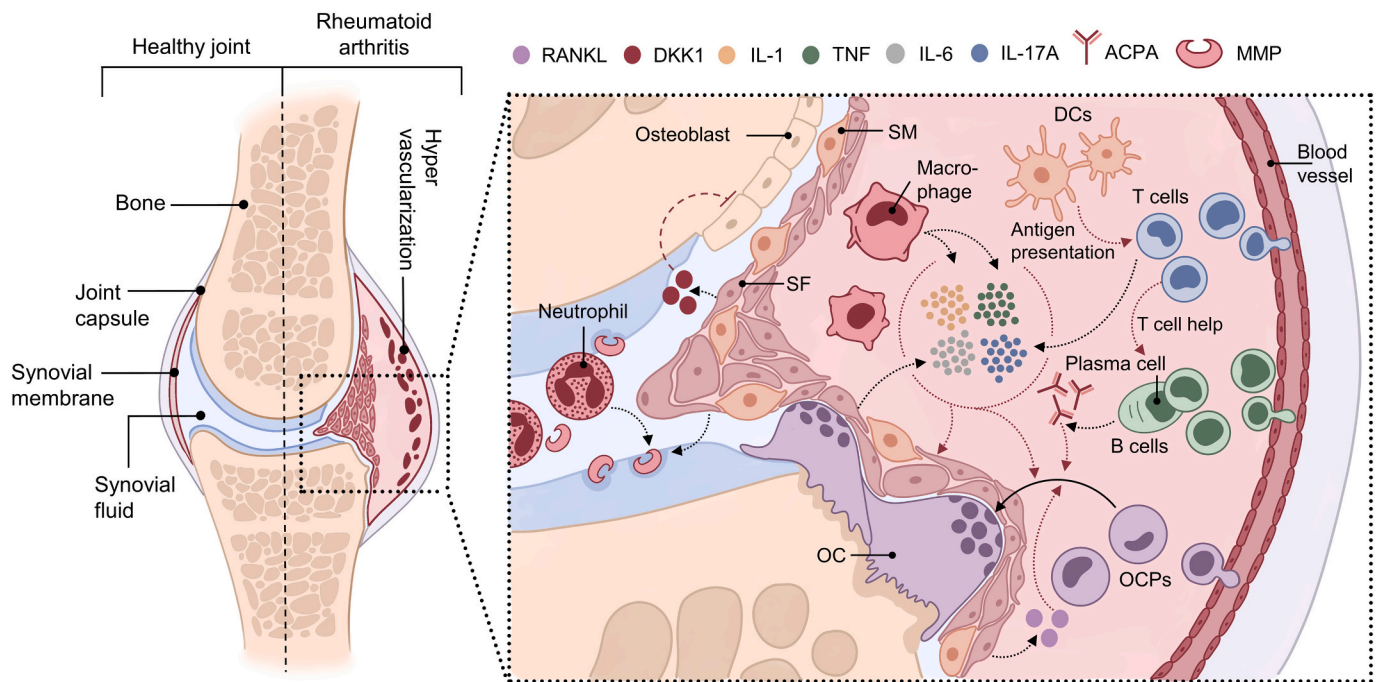 Healthy joint
Rheumatoid
arthritis
Hyper
vascularization
Bone
Joint
capsule
Synovial
membrane
Synovial
fluid
RANKL
DKK1
IL-1
TNF
IL-6
IL-17A
ACPA
MMP
Osteoblast
SM
DCs
Macro-
phage
Blood
vessel
T cells
Antigen
presentation
SF
Neutrophil
T cell help
Plasma cell
B cells
OC
OCPs